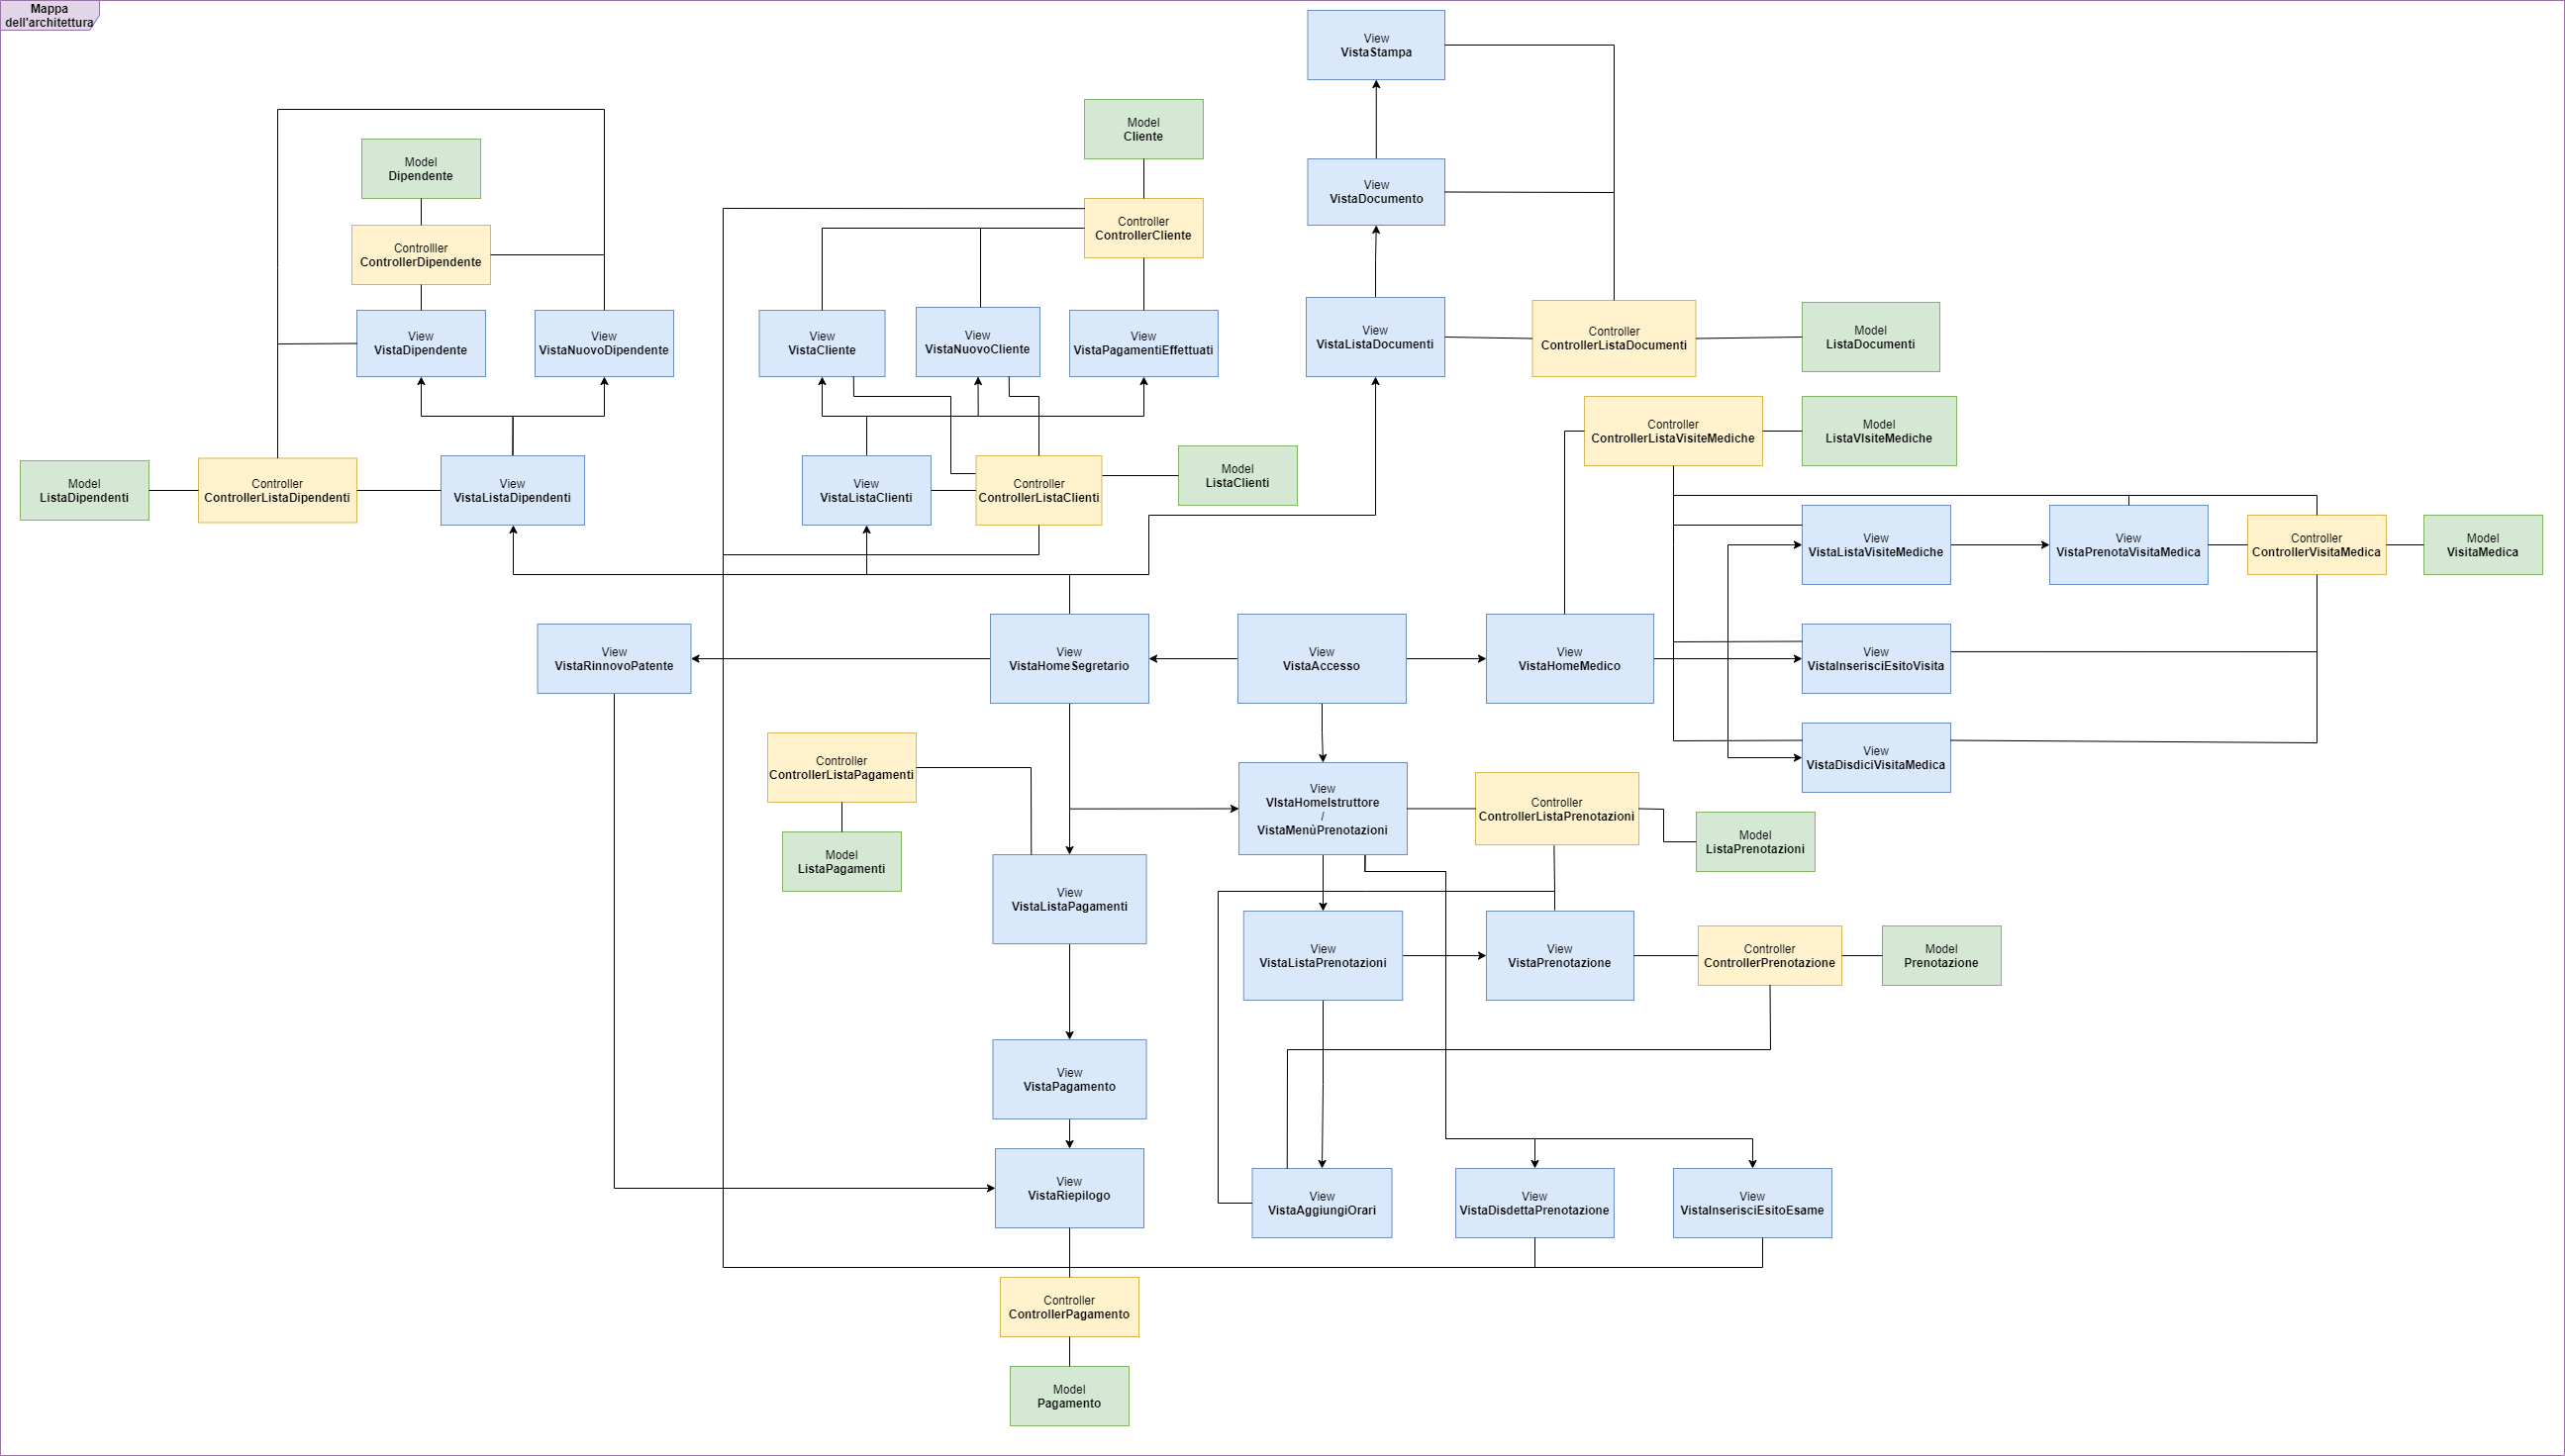 Mappa
dell'architettura
View
VistaStampa
Model
Cliente
Model
Dipendente
View
VistaDocumento
Controller
ControllerCliente
Controlller
ControllerDipendente
View
VistaDipendente
View
VistaNuovoDipendente
View
VistaCliente
View
VistaNuovoCliente
View
VistaPagamentiEffettuati
View
VistaListaDocumenti
Controller
ControllerListaDocumenti
Model
ListaDocumenti
Controller
ControllerListaVisiteMediche
Model
ListaVIsiteMediche
Model
ListaDipendenti
Controller
ControllerListaDipendenti
View
VistaListaDipendenti
View
VistaListaClienti
Controller
ControllerListaClienti
Model
ListaClienti
View
VistaListaVisiteMediche
View
VistaPrenotaVisitaMedica
Controller
ControllerVisitaMedica
Model
VisitaMedica
View
VistaRinnovoPatente
View
VistaHomeSegretario
View
VistaAccesso
View
VistaHomeMedico
View
VistaInserisciEsitoVisita
View
VistaDisdiciVisitaMedica
Controller
ControllerListaPagamenti
View
VIstaHomeIstruttore
/
VistaMenùPrenotazioni
Controller
ControllerListaPrenotazioni
Model
ListaPrenotazioni
Model
ListaPagamenti
View
VistaListaPagamenti
View
VistaListaPrenotazioni
View
VistaPrenotazione
Controller
ControllerPrenotazione
Model
Prenotazione
View
VistaPagamento
View
VistaRiepilogo
View
VistaAggiungiOrari
View
VistaDisdettaPrenotazione
View
VistaInserisciEsitoEsame
Controller
ControllerPagamento
Model
Pagamento